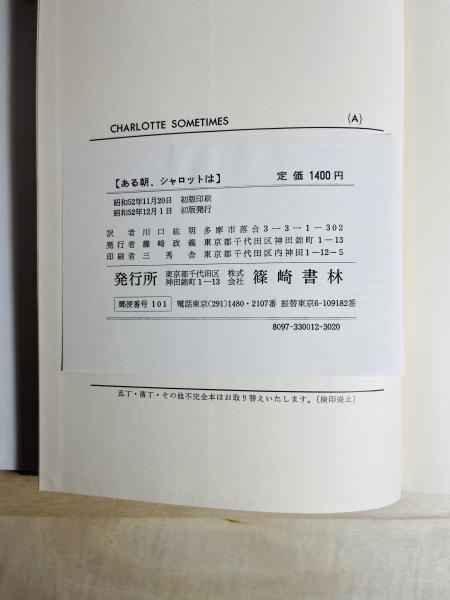 CHARLOTTE SOMETIMES (A)
【ある朝、シャロットは】 定価 1400円
昭和52年11月20日 初版印刷
昭和52年12月1日 初版発行
訳者 川口紘明 多摩市落合3-3-1-302
発行者 篠崎政義 東京都千代田区神田錦町1-13
印刷者 三秀舎 東京都千代田区内神田1-12-5
発行所 東京都千代田区 神田錦町1-13 株式会社 篠崎書林
郵便番号 101 電話東京(291)1480・2107番 振替東京6-109182番
8097-330012-3020
乱丁・落丁・その他不完全本はお取り替えいたします。(検印廃止)